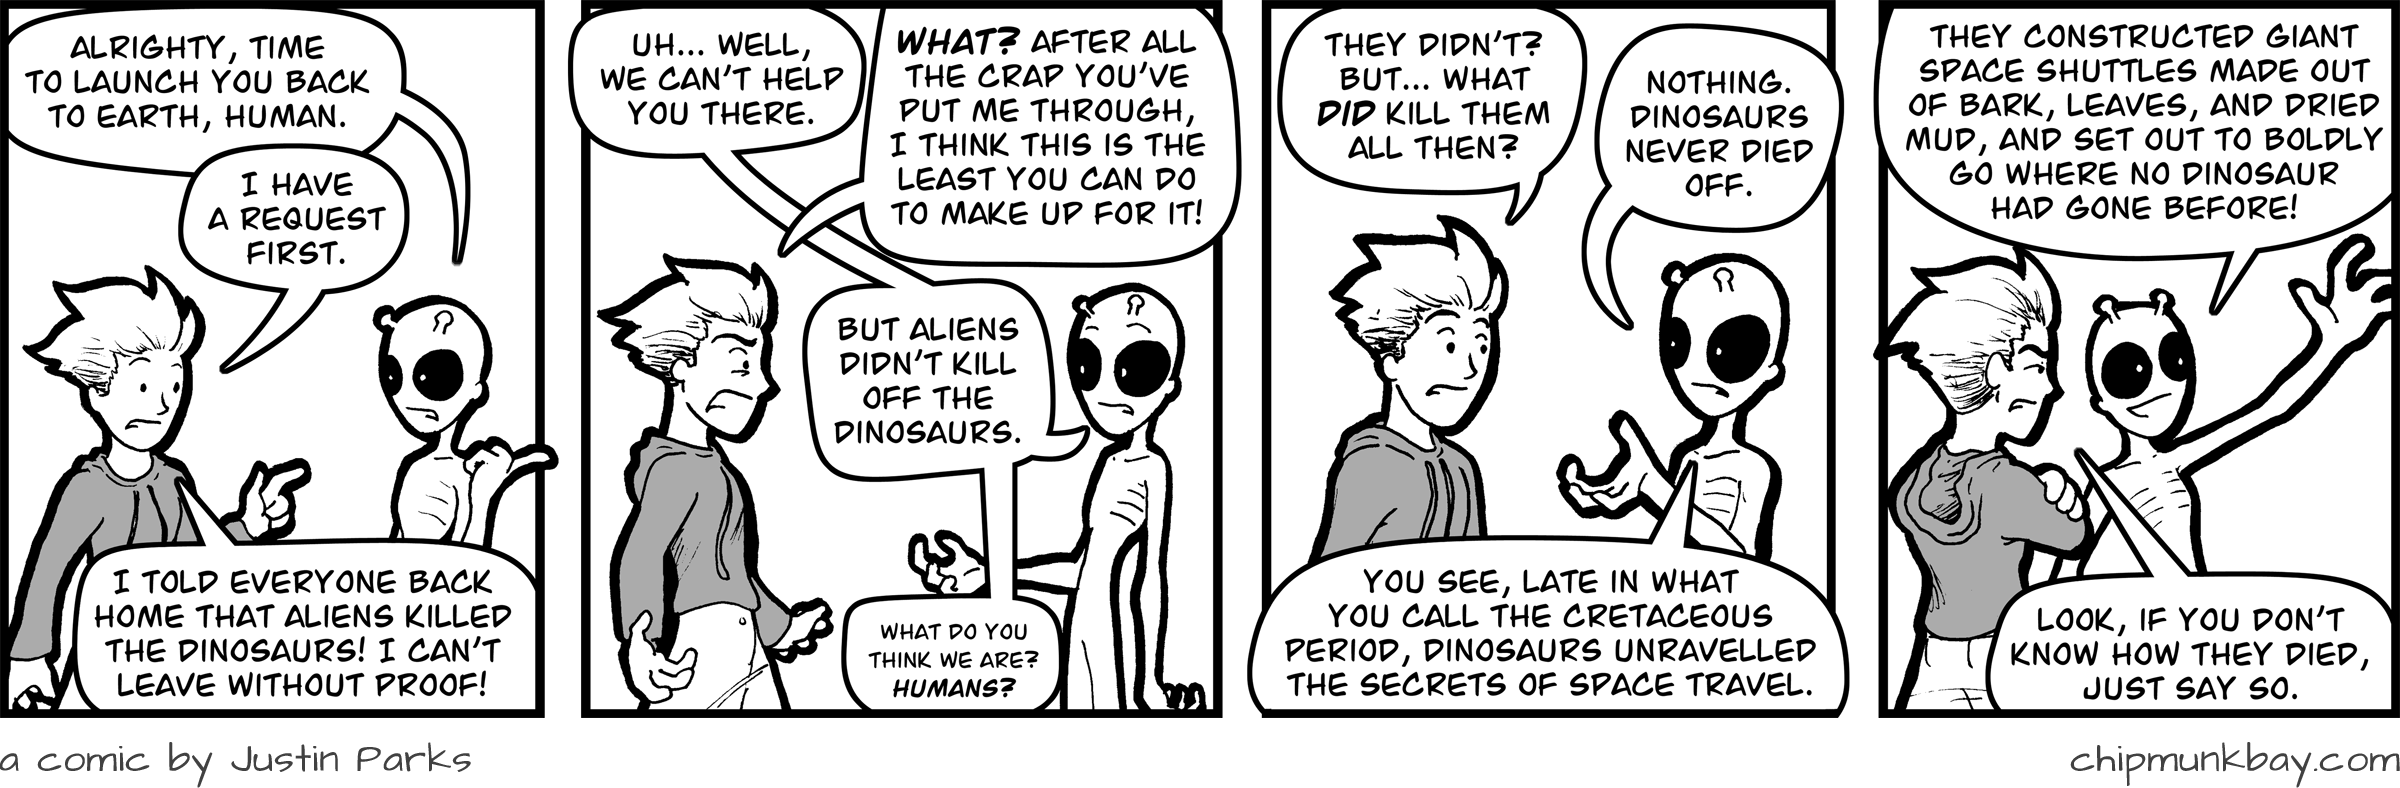 ALRIGHTY, TIME
TO LAUNCH YOU BACK
TO EARTH, HUMAN.
I HAVE
A REQUEST
FIRST.
I TOLD EVERYONE BACK
HOME THAT ALIENS KILLED
THE DINOSAURS! I CAN'T
LEAVE WITHOUT PROOF!
UH... WELL,
WE CAN'T HELP
YOU THERE.
WHAT? AFTER ALL
THE CRAP YOU'VE
PUT ME THROUGH,
I THINK THIS IS THE
LEAST YOU CAN DO
TO MAKE UP FOR IT!
BUT ALIENS
DIDN'T KILL
OFF THE
DINOSAURS.
WHAT DO YOU
THINK WE ARE?
HUMANS?
THEY DIDN'T?
BUT... WHAT
DID KILL THEM
ALL THEN?
NOTHING.
DINOSAURS
NEVER DIED
OFF.
YOU SEE, LATE IN WHAT
YOU CALL THE CRETACEOUS
PERIOD, DINOSAURS UNRAVELLED
THE SECRETS OF SPACE TRAVEL.
THEY CONSTRUCTED GIANT
SPACE SHUTTLES MADE OUT
OF BARK, LEAVES, AND DRIED
MUD, AND SET OUT TO BOLDLY
GO WHERE NO DINOSAUR
HAD GONE BEFORE!
LOOK, IF YOU DON'T
KNOW HOW THEY DIED,
JUST SAY SO.
a comic by Justin Parks
chipmunkbay.com